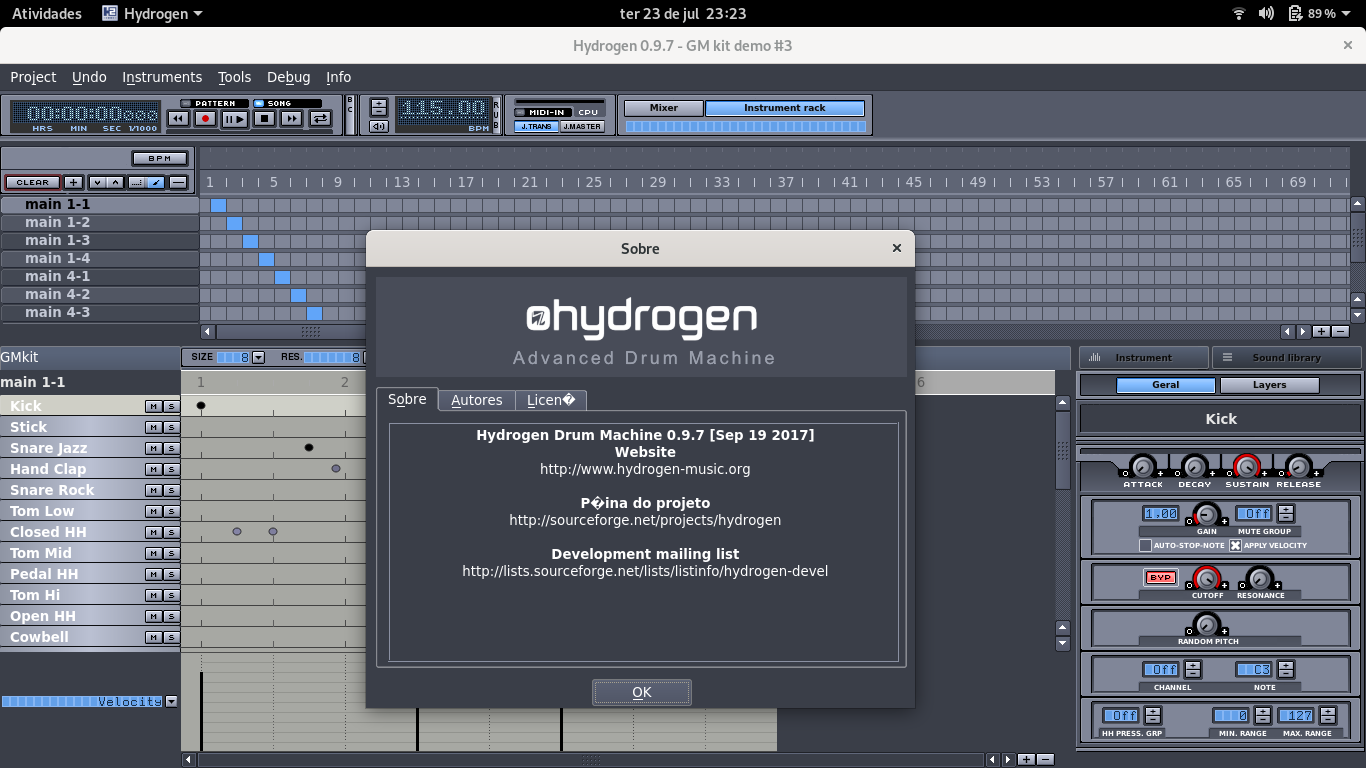 Atividades Hydrogen ter 23 de jul 23:23 89 %
Hydrogen 0.9.7 - GM kit demo #3
Project Undo Instruments Tools Debug Info
00:00:00:000
HRS MIN SEC 1/1000
PATTERN SONG
BC
115.00
BPM
RUB
MIDI-IN CPU
J.TRANS J.MASTER
Mixer Instrument rack
BPM
CLEAR
1 5 9 13 17 21 25 29 33 37 41 45 49 53 57 61 65 69
main 1-1
main 1-2
main 1-3
main 1-4
main 4-1
main 4-2
main 4-3
Sobre
hydrogen
Advanced Drum Machine
Sobre Autores Licen�
Hydrogen Drum Machine 0.9.7 [Sep 19 2017]
Website
http://www.hydrogen-music.org
P�ina do projeto
http://sourceforge.net/projects/hydrogen
Development mailing list
http://lists.sourceforge.net/lists/listinfo/hydrogen-devel
OK
GMkit SIZE 8 RES. 8
main 1-1 1 2 6
Kick M S
Stick M S
Snare Jazz M S
Hand Clap M S
Snare Rock M S
Tom Low M S
Closed HH M S
Tom Mid M S
Pedal HH M S
Tom Hi M S
Open HH M S
Cowbell M S
Velocity
Instrument Sound library
Geral Layers
Kick
ATTACK DECAY SUSTAIN RELEASE
1.00 Off
GAIN MUTE GROUP
AUTO-STOP-NOTE APPLY VELOCITY
BYP
CUTOFF RESONANCE
RANDOM PITCH
Off C3
CHANNEL NOTE
Off 0 127
HH PRESS. GRP MIN. RANGE MAX. RANGE